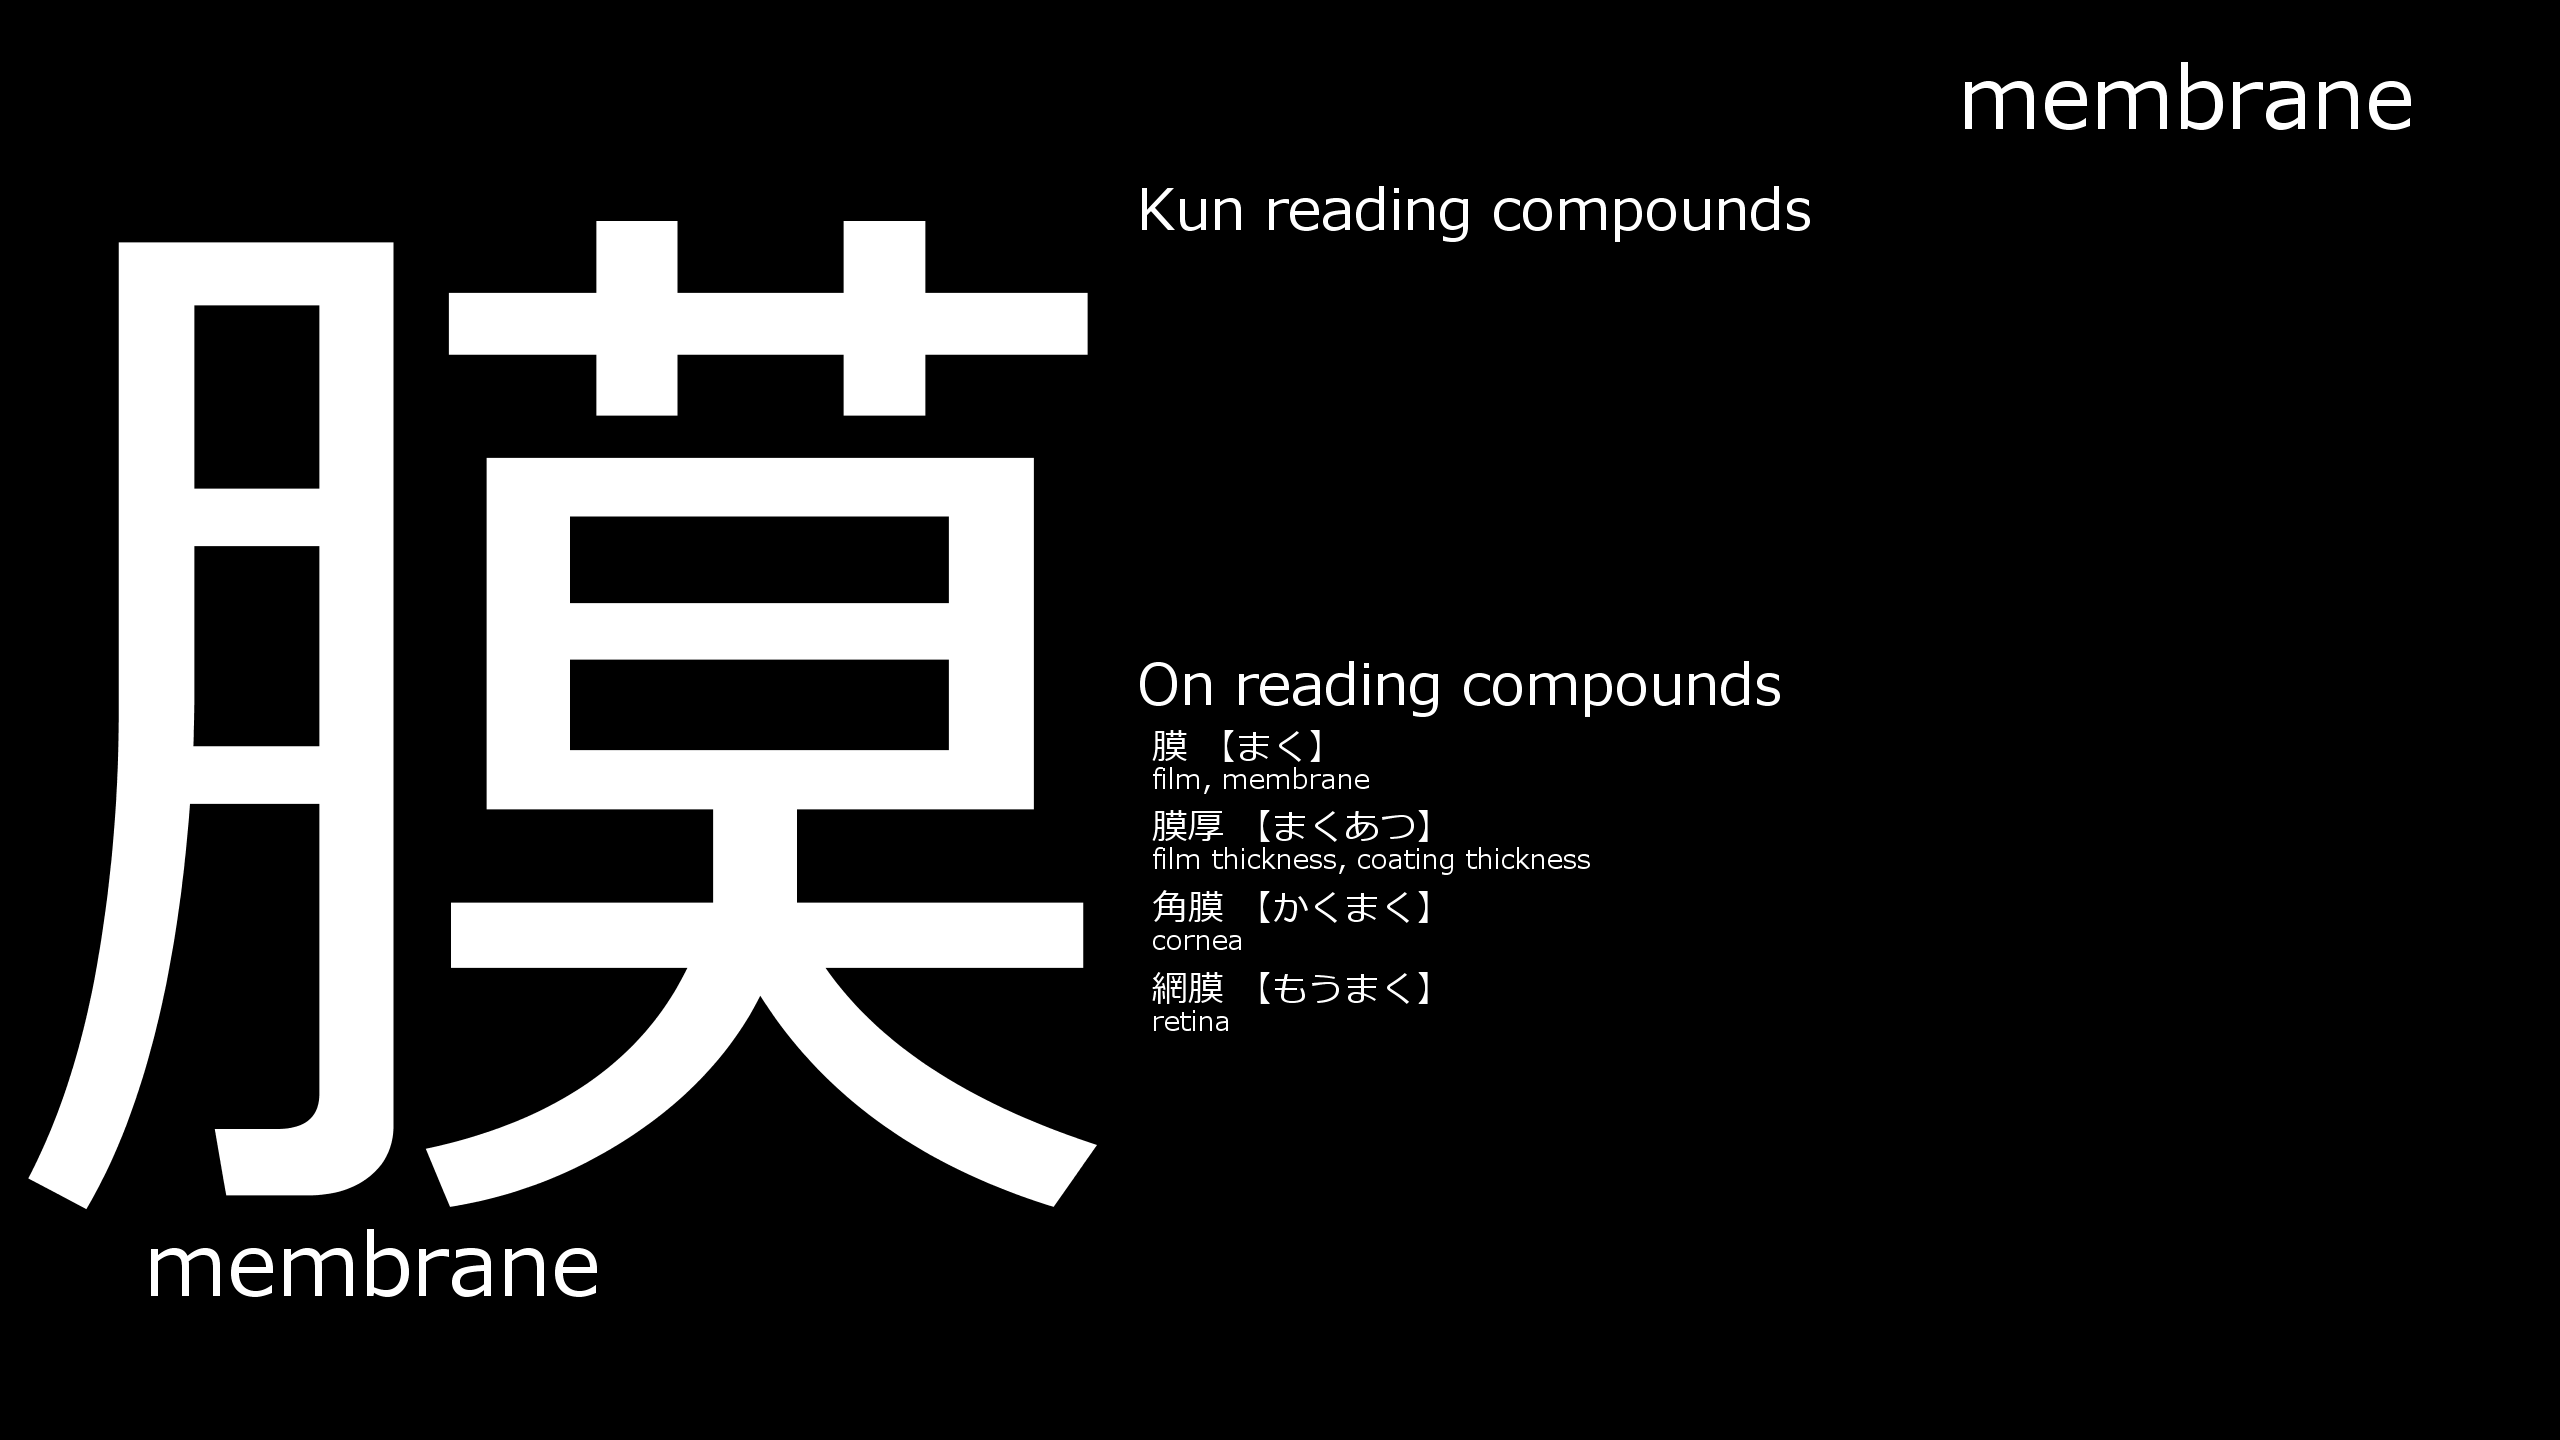 膜
membrane
membrane
Kun reading compounds
On reading compounds
膜 【まく】
film, membrane
膜厚 【まくあつ】
film thickness, coating thickness
角膜 【かくまく】
cornea
網膜 【もうまく】
retina